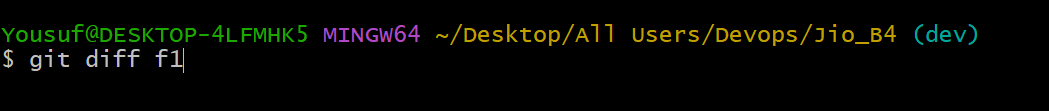 Yousuf@DESKTOP-4LFMHK5 MINGW64 ~/Desktop/All Users/Devops/Jio_B4 (dev)
$ git diff f1